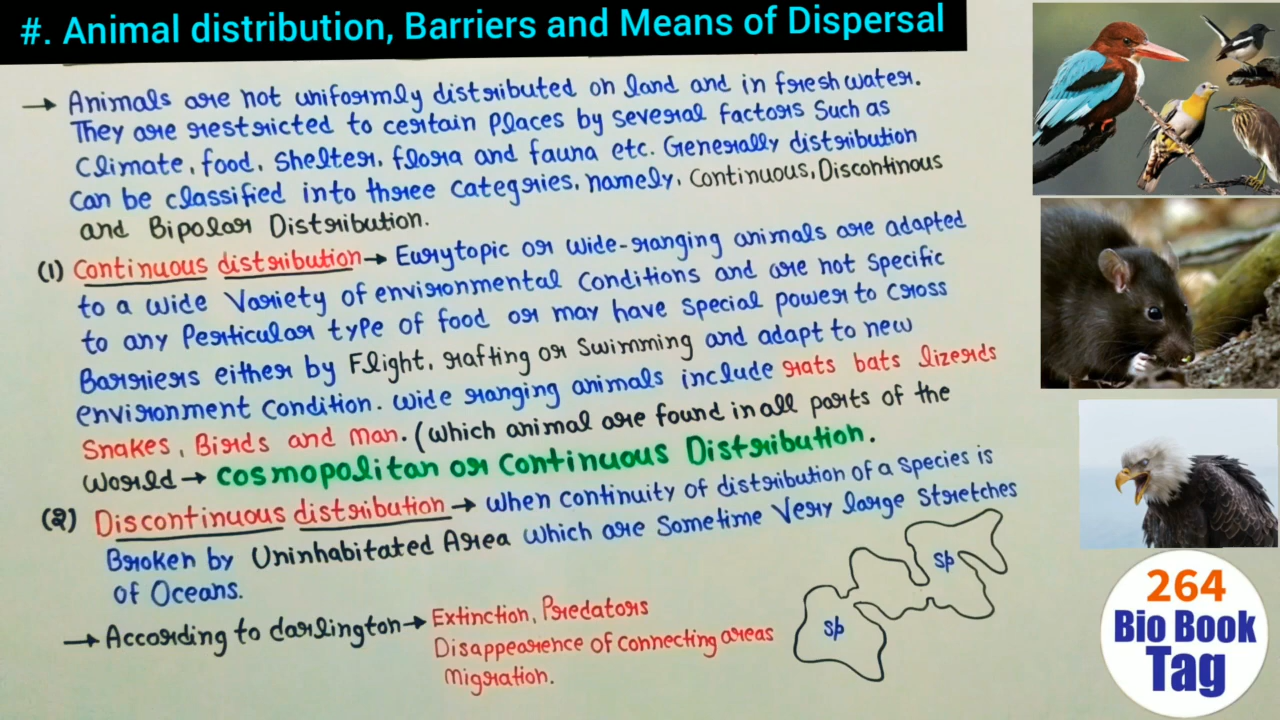 #. Animal distribution, Barriers and Means of Dispersal
→ Animals are not uniformly distributed on land and in fresh water.
They are restricted to certain Places by several factors Such as
Climate, food, Shelter, flora and fauna etc. Generally distribution
Can be classified into three Categries, namely, Continuous, Discontinous
and Bipolar Distribution.
(1) Continuous distribution → Eurytopic or wide-ranging animals are adapted
to a wide Variety of environmental Conditions and are not Specific
to any Perticular type of food or may have Special power to Cross
Barriers either by Flight, rafting or Swimming and adapt to new
environment Condition. wide ranging animals include rats bats lizerds
Snakes, Birds and Man. (which animal are found in all parts of the
World → Cosmopolitan or Continuous Distribution.
(2) Discontinuous distribution → when continuity of distribution of a Species is
Broken by Uninhabitated Area which are Sometime Very large Stretches
of Oceans.
→ According to darlington → Extinction, Predators
Disappearence of connecting areas
Migration.
Sp
Sp
264
Bio Book
Tag